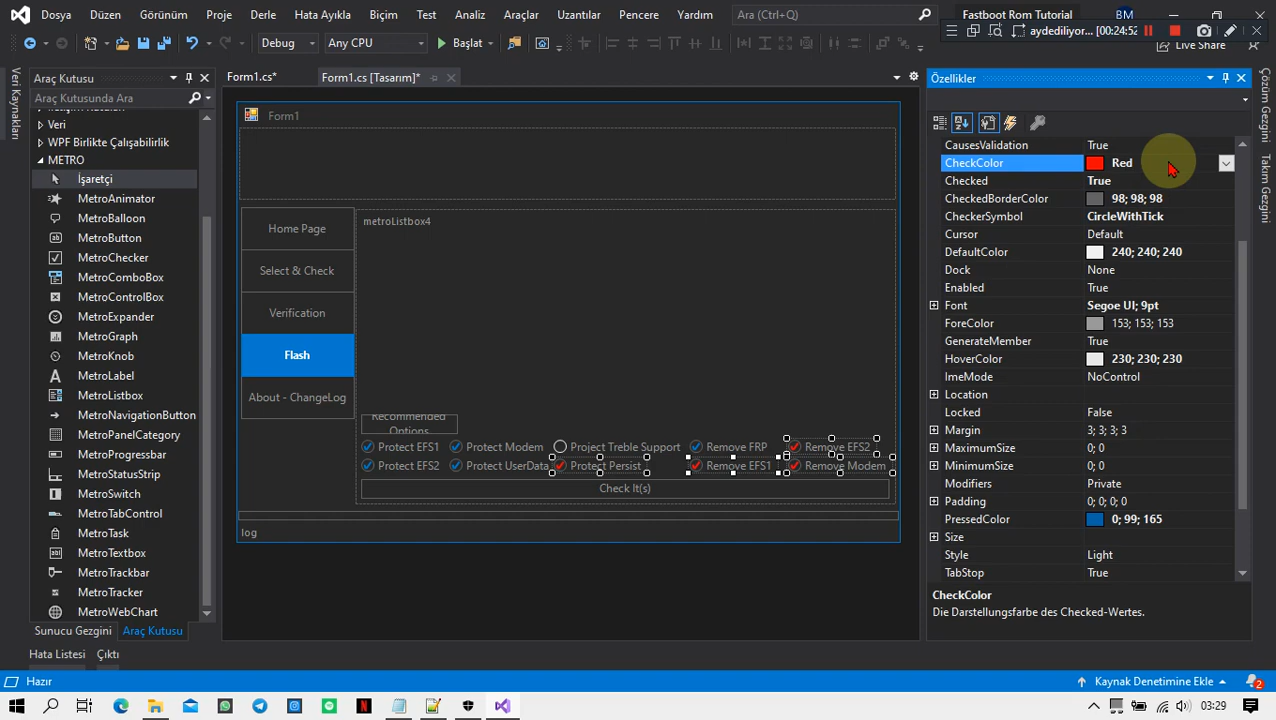 Dosya Düzen Görünüm Proje Derle Hata Ayıkla Biçim Test Analiz Araçlar Uzantılar Pencere Yardım Ara (Ctrl+Q) Fastboot Rom Tutorial BM
aydediliyor... [00:24:52
Debug Any CPU Başlat Live Share
Veri Kaynakları
Araç Kutusu
Araç Kutusunda Ara
Veri
WPF Birlikte Çalışabilirlik
METRO
İşaretçi
MetroAnimator
MetroBalloon
MetroButton
MetroChecker
MetroComboBox
MetroControlBox
MetroExpander
MetroGraph
MetroKnob
MetroLabel
MetroListbox
MetroNavigationButton
MetroPanelCategory
MetroProgressbar
MetroStatusStrip
MetroSwitch
MetroTabControl
MetroTask
MetroTextbox
MetroTrackbar
MetroTracker
MetroWebChart
Sunucu Gezgini Araç Kutusu
Form1.cs* Form1.cs [Tasarım]*
Form1
Home Page
Select & Check
Verification
Flash
About - ChangeLog
metroListbox4
Recommended
Options
Protect EFS1 Protect Modem Project Treble Support Remove FRP Remove EFS2
Protect EFS2 Protect UserData Protect Persist Remove EFS1 Remove Modem
Check It(s)
log
Özellikler
CausesValidation True
CheckColor Red
Checked True
CheckedBorderColor 98; 98; 98
CheckerSymbol CircleWithTick
Cursor Default
DefaultColor 240; 240; 240
Dock None
Enabled True
Font Segoe UI; 9pt
ForeColor 153; 153; 153
GenerateMember True
HoverColor 230; 230; 230
ImeMode NoControl
Location
Locked False
Margin 3; 3; 3; 3
MaximumSize 0; 0
MinimumSize 0; 0
Modifiers Private
Padding 0; 0; 0; 0
PressedColor 0; 99; 165
Size
Style Light
TabStop True
CheckColor
Die Darstellungsfarbe des Checked-Wertes.
Çözüm Gezgini
Takım Gezgini
Hata Listesi Çıktı
Hazır Kaynak Denetimine Ekle 2
03:29